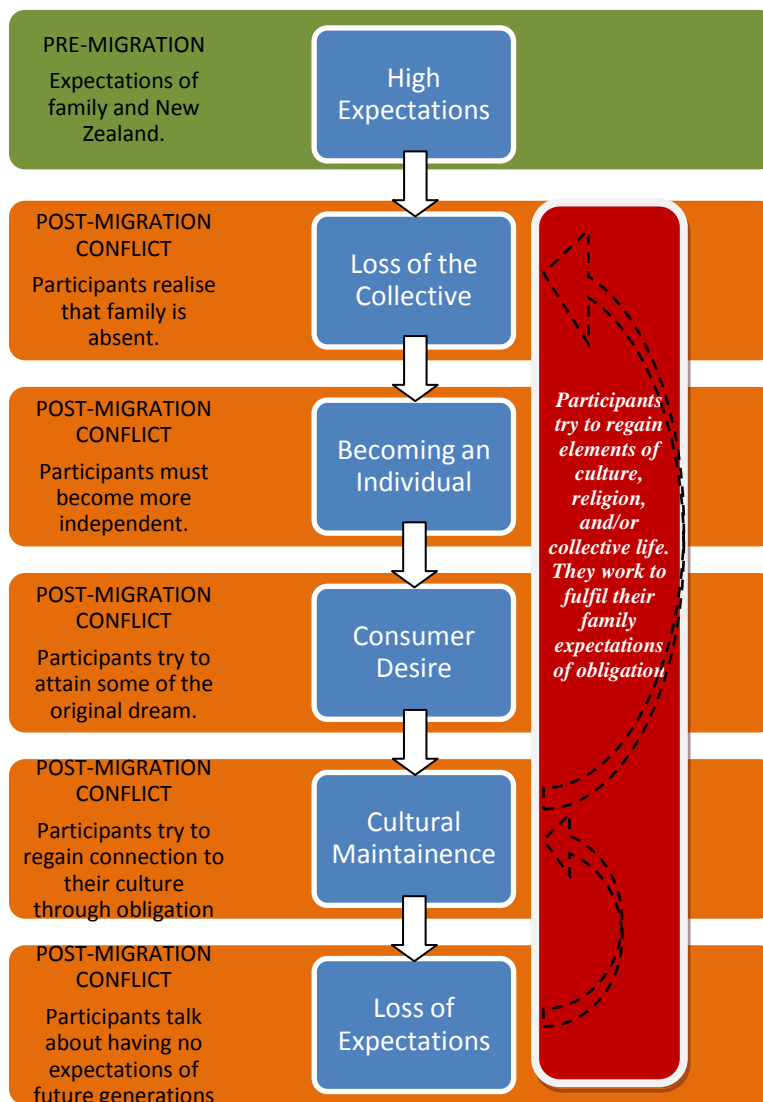 PRE-MIGRATION
Expectations of
family and New
Zealand.
High
Expectations
POST-MIGRATION
CONFLICT
Participants realise
that family is
absent.
Loss of the
Collective
POST-MIGRATION
CONFLICT
Participants must
become more
independent.
Becoming an
Individual
POST-MIGRATION
CONFLICT
Participants try to
attain some of the
original dream.
Consumer
Desire
POST-MIGRATION
CONFLICT
Participants try to
regain connection to
their culture
through obligation
Cultural
Maintainence
POST-MIGRATION
CONFLICT
Participants talk
about having no
expectations of
future generations
Loss of
Expectations
Participants
try to regain
elements of
culture,
religion,
and/or
collective life.
They work to
fulfil their
family
expectations
of obligation